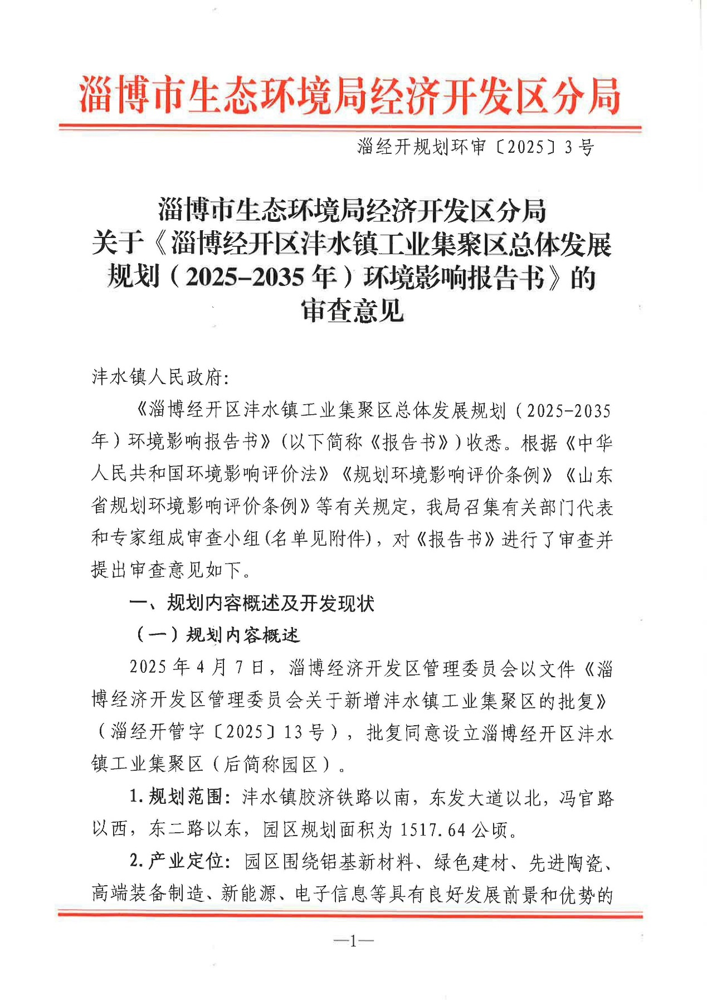 淄博市生态环境局经济开发区分局
淄经开规划环审〔2025〕3号
淄博市生态环境局经济开发区分局
关于《淄博经开区沣水镇工业集聚区总体发展
规划（2025-2035年）环境影响报告书》的
审查意见
沣水镇人民政府：
《淄博经开区沣水镇工业集聚区总体发展规划（2025-2035
年）环境影响报告书》(以下简称《报告书》)收悉。根据《中华
人民共和国环境影响评价法》《规划环境影响评价条例》《山东
省规划环境影响评价条例》等有关规定，我局召集有关部门代表
和专家组成审查小组(名单见附件)，对《报告书》进行了审查并
提出审查意见如下。
一、规划内容概述及开发现状
（一）规划内容概述
2025年4月7日，淄博经济开发区管理委员会以文件《淄
博经济开发区管理委员会关于新增沣水镇工业集聚区的批复》
（淄经开管字〔2025〕13号），批复同意设立淄博经开区沣水
镇工业集聚区（后简称园区）。
1.规划范围：沣水镇胶济铁路以南，东发大道以北，冯官路
以西，东二路以东，园区规划面积为1517.64公顷。
2.产业定位：园区围绕铝基新材料、绿色建材、先进陶瓷、
高端装备制造、新能源、电子信息等具有良好发展前景和优势的
—1—